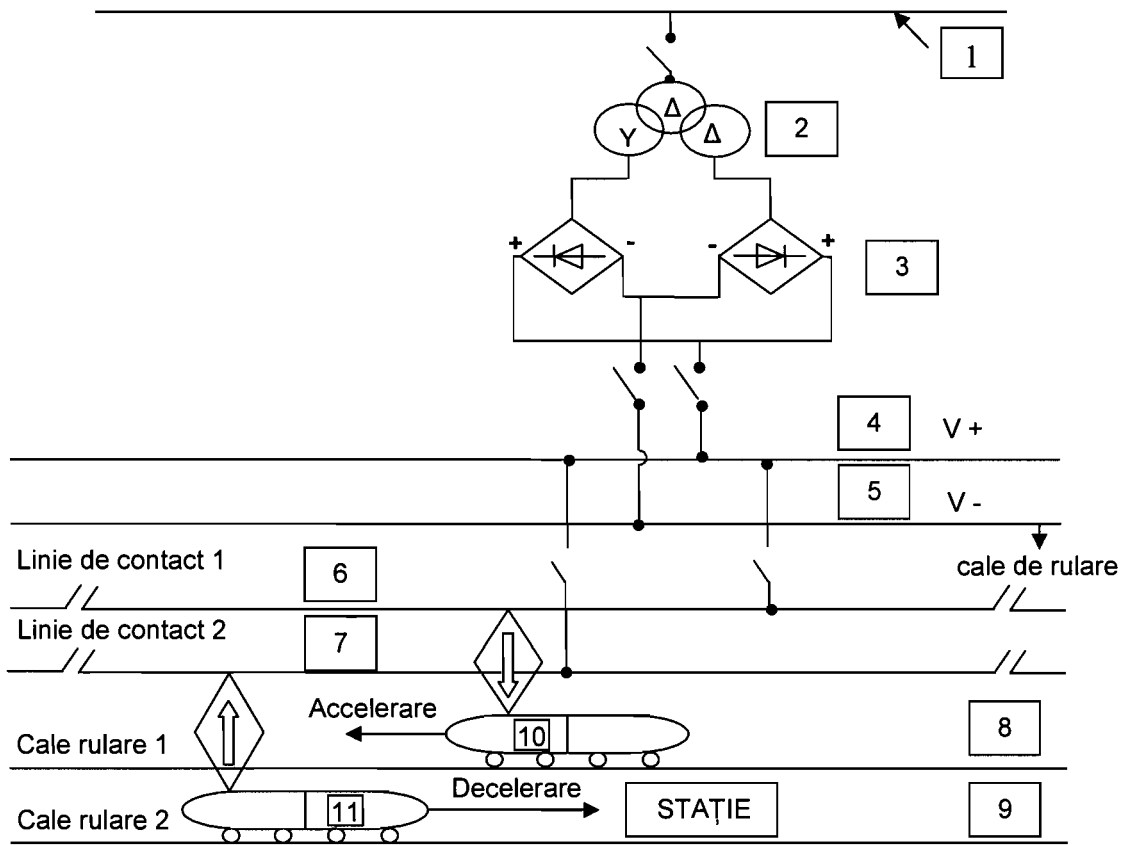 1
Δ
Y
Δ
2
+
-
-
+
3
4
V +
5
V -
Linie de contact 1
6
cale de rulare
Linie de contact 2
7
Accelerare
10
8
Cale rulare 1
Decelerare
11
STAȚIE
9
Cale rulare 2